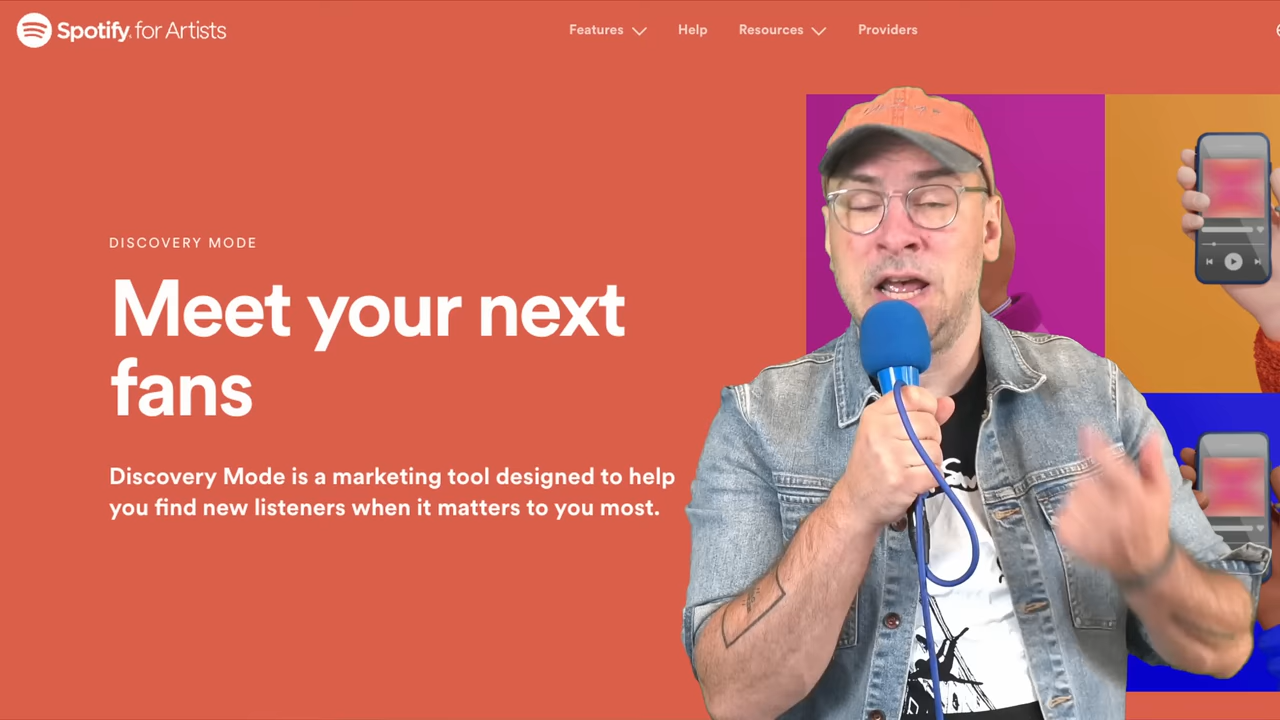 Spotify for Artists
Features
Help
Resources
Providers
DISCOVERY MODE
Meet your next
fans
Discovery Mode is a marketing tool designed to help
you find new listeners when it matters to you most.